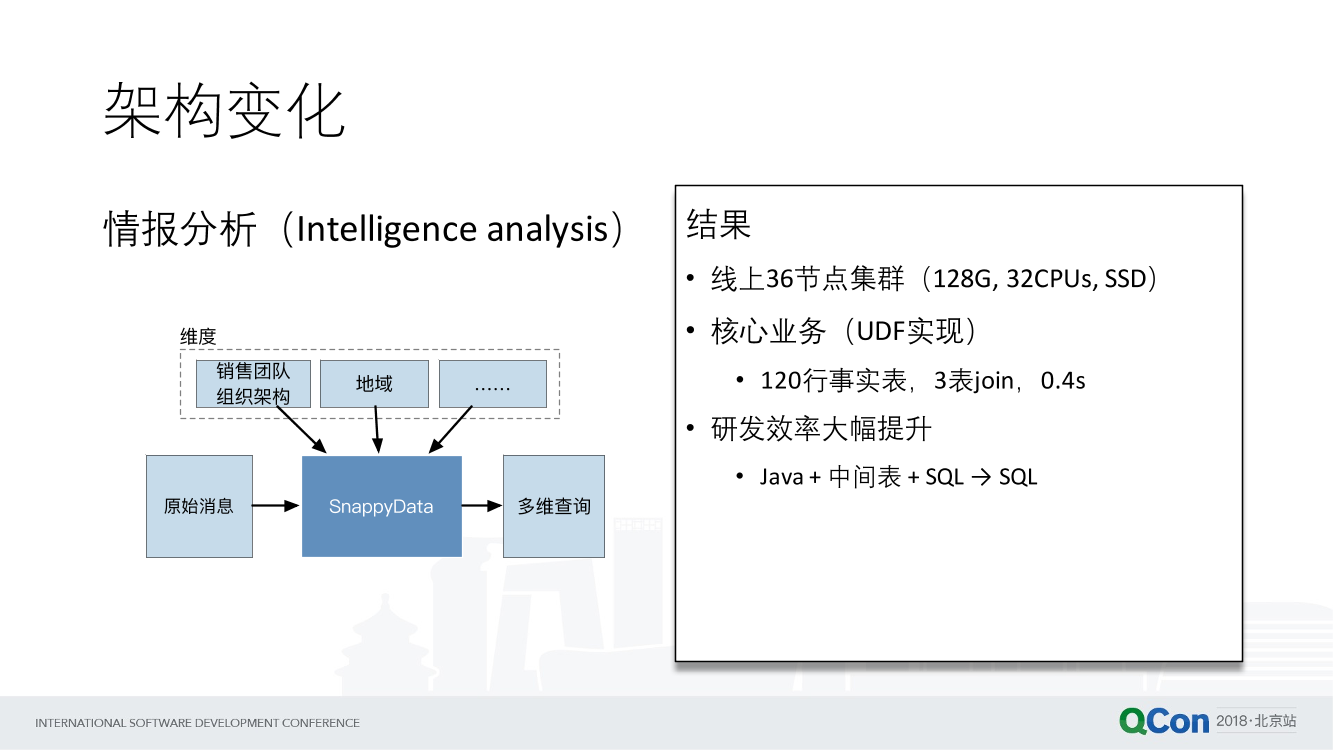 架构变化
情报分析（Intelligence analysis）
维度
销售团队
组织架构
地域
......
原始消息
SnappyData
多维查询
结果
• 线上36节点集群（128G, 32CPUs, SSD）
• 核心业务（UDF实现）
• 120行事实表，3表join，0.4s
• 研发效率大幅提升
• Java + 中间表 + SQL → SQL
INTERNATIONAL SOFTWARE DEVELOPMENT CONFERENCE
QCon 2018·北京站